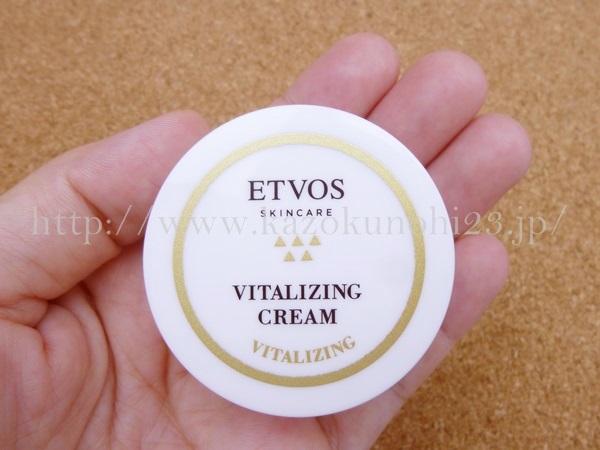 ETVOS
SKINCARE
http://www.kazokunohi23.jp/
VITALIZING
CREAM
VITALIZING